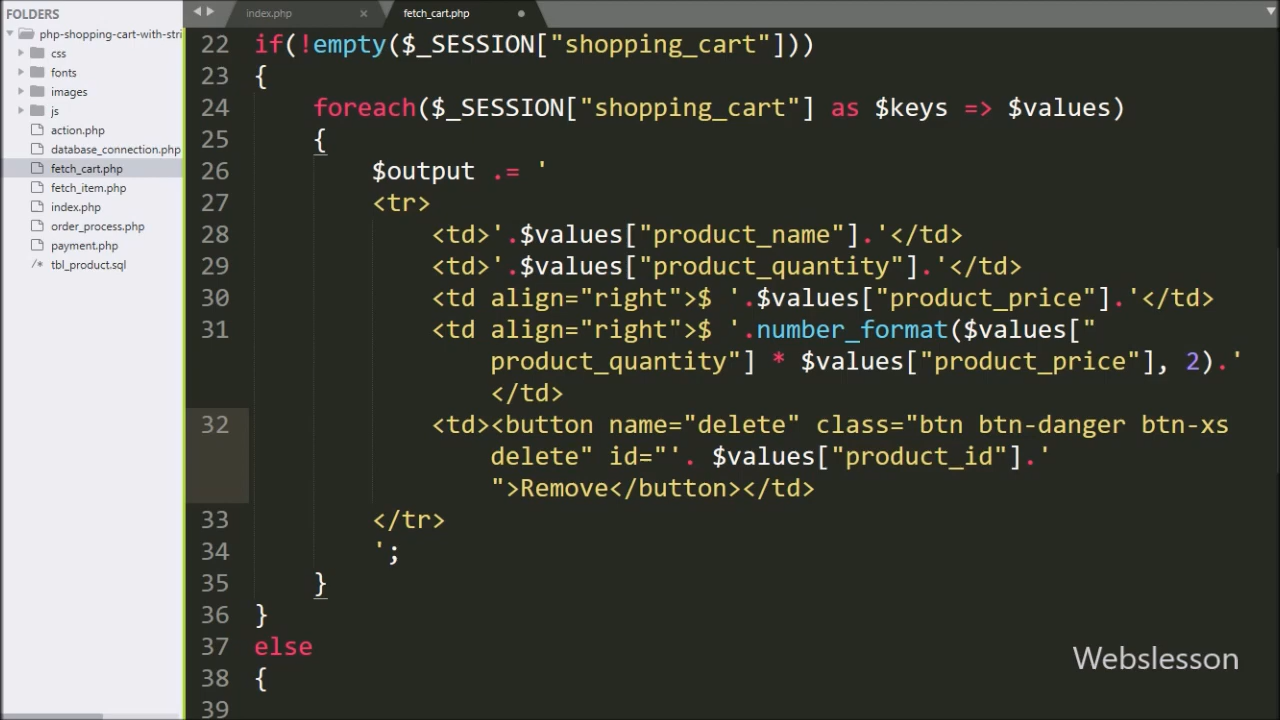 FOLDERS
php-shopping-cart-with-stri
css
fonts
images
js
action.php
database_connection.php
fetch_cart.php
fetch_item.php
index.php
order_process.php
payment.php
tbl_product.sql
index.php
fetch_cart.php
22 if(!empty($_SESSION["shopping_cart"]))
23 {
24 foreach($_SESSION["shopping_cart"] as $keys => $values)
25 {
26 $output .= '
27 <tr>
28 <td>'.$values["product_name"].'</td>
29 <td>'.$values["product_quantity"].'</td>
30 <td align="right">$ '.$values["product_price"].'</td>
31 <td align="right">$ '.number_format($values["
product_quantity"] * $values["product_price"], 2).'
</td>
32 <td><button name="delete" class="btn btn-danger btn-xs
delete" id="'. $values["product_id"].'
">Remove</button></td>
33 </tr>
34 ';
35 }
36 }
37 else
38 {
39
Webslesson